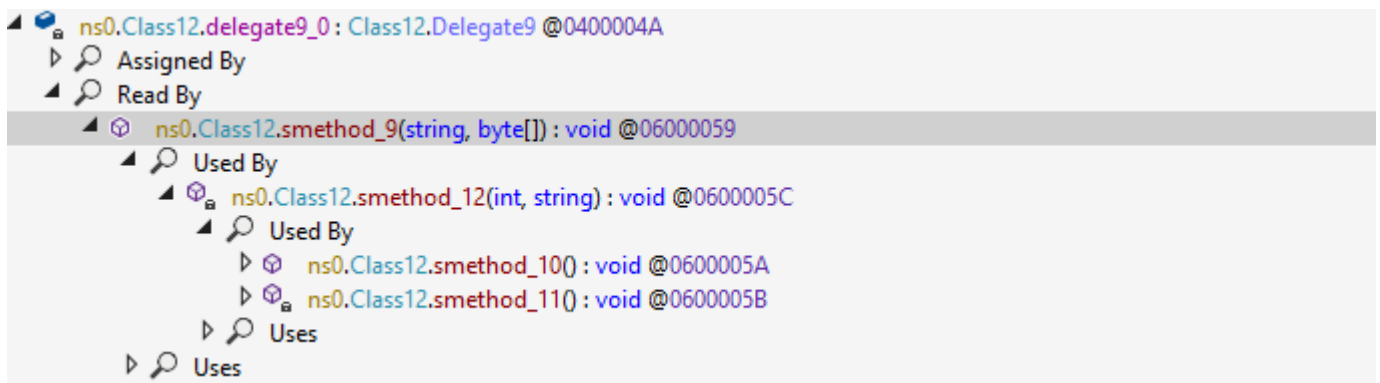 ns0.Class12.delegate9_0 : Class12.Delegate9 @0400004A
Assigned By
Read By
ns0.Class12.smethod_9(string, byte[]) : void @06000059
Used By
ns0.Class12.smethod_12(int, string) : void @0600005C
Used By
ns0.Class12.smethod_10() : void @0600005A
ns0.Class12.smethod_11() : void @0600005B
Uses
Uses